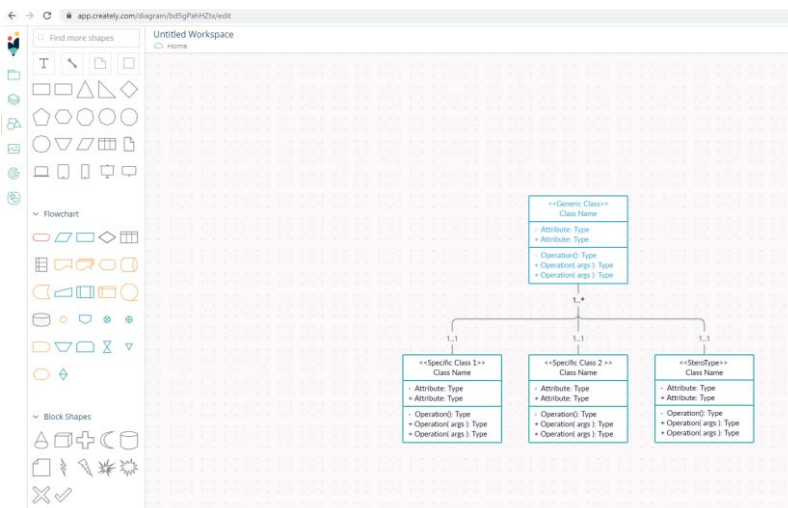 app.creately.com/diagram/bd5gPahHZtx/edit
Find more shapes
Untitled Workspace
Home
T
Flowchart
Block Shapes
<<Generic Class>>
Class Name
- Attribute: Type
+ Attribute: Type
- Operation(): Type
+ Operation( args ): Type
+ Operation( args ): Type
1..*
1..1
1..1
1..1
<<Specific Class 1>>
Class Name
- Attribute: Type
+ Attribute: Type
- Operation(): Type
+ Operation( args ): Type
+ Operation( args ): Type
<<Specific Class 2 >>
Class Name
- Attribute: Type
+ Attribute: Type
- Operation(): Type
+ Operation( args ): Type
+ Operation( args ): Type
<<SteroType>>
Class Name
- Attribute: Type
+ Attribute: Type
- Operation(): Type
+ Operation( args ): Type
+ Operation( args ): Type